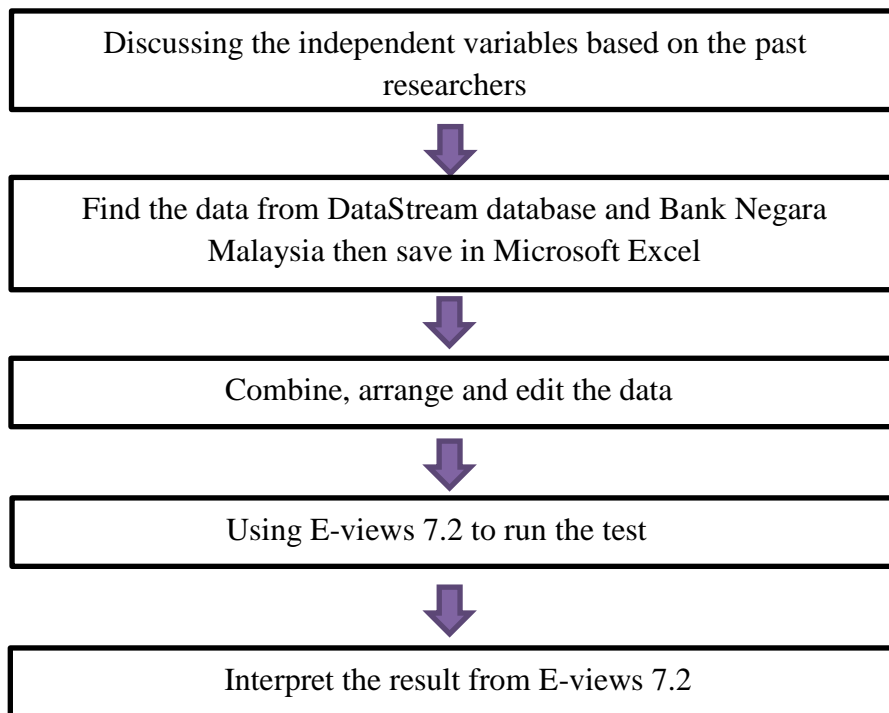 Discussing the independent variables based on the past
researchers
Find the data from DataStream database and Bank Negara
Malaysia then save in Microsoft Excel
Combine, arrange and edit the data
Using E-views 7.2 to run the test
Interpret the result from E-views 7.2